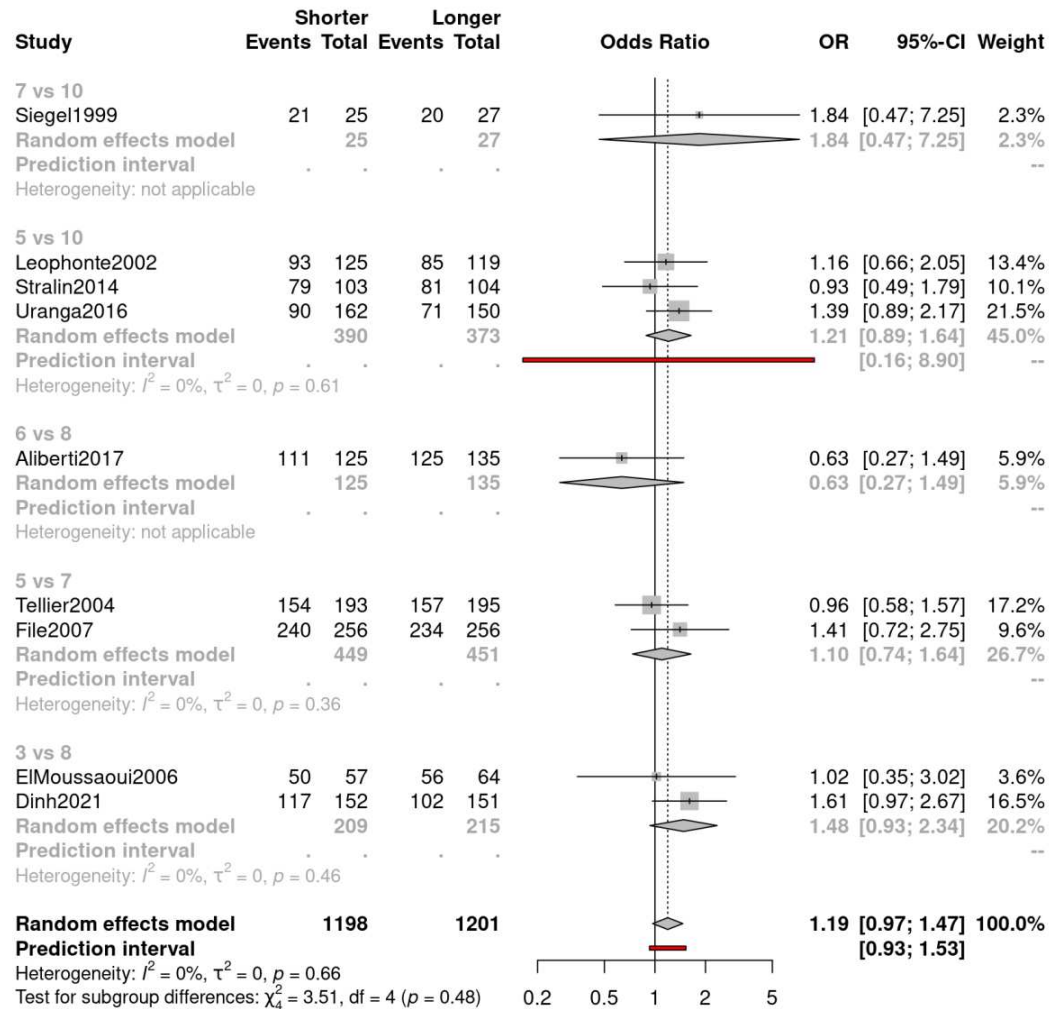 Shorter Longer
Study Events Total Events Total Odds Ratio OR 95%-CI Weight
7 vs 10
Siegel1999 21 25 20 27 1.84 [0.47; 7.25] 2.3%
Random effects model 25 27 1.84 [0.47; 7.25] 2.3%
Prediction interval . . . . --
Heterogeneity: not applicable
5 vs 10
Leophonte2002 93 125 85 119 1.16 [0.66; 2.05] 13.4%
Stralin2014 79 103 81 104 0.93 [0.49; 1.79] 10.1%
Uranga2016 90 162 71 150 1.39 [0.89; 2.17] 21.5%
Random effects model 390 373 1.21 [0.89; 1.64] 45.0%
Prediction interval . . . . [0.16; 8.90] --
Heterogeneity: I² = 0%, τ² = 0, p = 0.61
6 vs 8
Aliberti2017 111 125 125 135 0.63 [0.27; 1.49] 5.9%
Random effects model 125 135 0.63 [0.27; 1.49] 5.9%
Prediction interval . . . . --
Heterogeneity: not applicable
5 vs 7
Tellier2004 154 193 157 195 0.96 [0.58; 1.57] 17.2%
File2007 240 256 234 256 1.41 [0.72; 2.75] 9.6%
Random effects model 449 451 1.10 [0.74; 1.64] 26.7%
Prediction interval . . . . --
Heterogeneity: I² = 0%, τ² = 0, p = 0.36
3 vs 8
ElMoussaoui2006 50 57 56 64 1.02 [0.35; 3.02] 3.6%
Dinh2021 117 152 102 151 1.61 [0.97; 2.67] 16.5%
Random effects model 209 215 1.48 [0.93; 2.34] 20.2%
Prediction interval . . . . --
Heterogeneity: I² = 0%, τ² = 0, p = 0.46
Random effects model 1198 1201 1.19 [0.97; 1.47] 100.0%
Prediction interval [0.93; 1.53]
Heterogeneity: I² = 0%, τ² = 0, p = 0.66
Test for subgroup differences: χ²₄ = 3.51, df = 4 (p = 0.48) 0.2 0.5 1 2 5